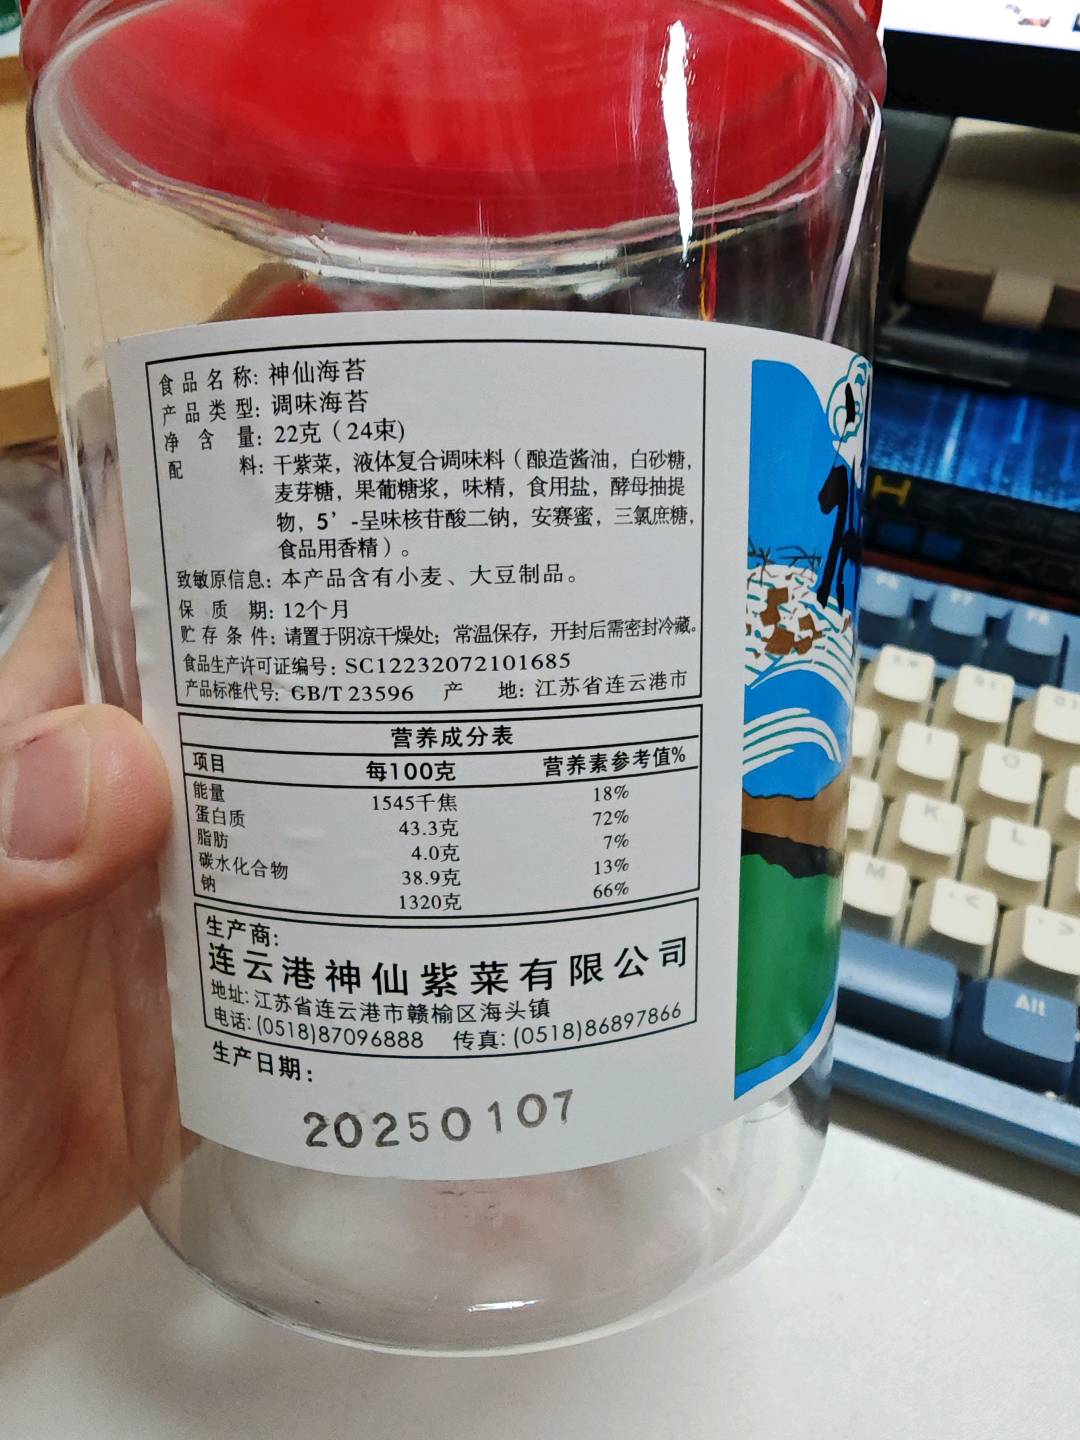 食品名称: 神仙海苔
产品类型: 调味海苔
净含量: 22克（24束)
配料: 干紫菜，液体复合调味料（酿造酱油，白砂糖，
麦芽糖，果葡糖浆，味精，食用盐，酵母抽提
物，5’-呈味核苷酸二钠，安赛蜜，三氯庶糖，
食品用香精）。
致敏原信息: 本产品含有小麦、大豆制品。
保质期: 12个月
贮存条件: 请置于阴凉干燥处；常温保存，开封后需密封冷藏。
食品生产许可证编号: SC12232072101685
产品标准代号: GB/T 23596 产地: 江苏省连云港市
营养成分表
项目 每100克 营养素参考值%
能量 1545千焦 18%
蛋白质 43.3克 72%
脂肪 4.0克 7%
碳水化合物 38.9克 13%
钠 1320克 66%
生产商:
连云港神仙紫菜有限公司
地址: 江苏省连云港市赣榆区海头镇
电话: (0518)87096888 传真: (0518)86897866
生产日期:
20250107
I
O
K
L
M
Alt